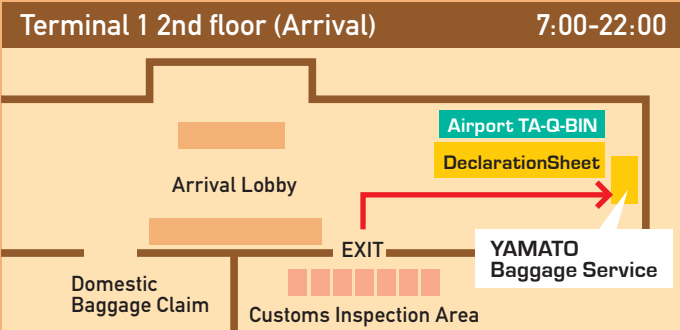 Terminal 1 2nd floor (Arrival) 7:00-22:00
Airport TA-Q-BIN
DeclarationSheet
Arrival Lobby
EXIT
YAMATO
Baggage Service
Domestic
Baggage Claim
Customs Inspection Area